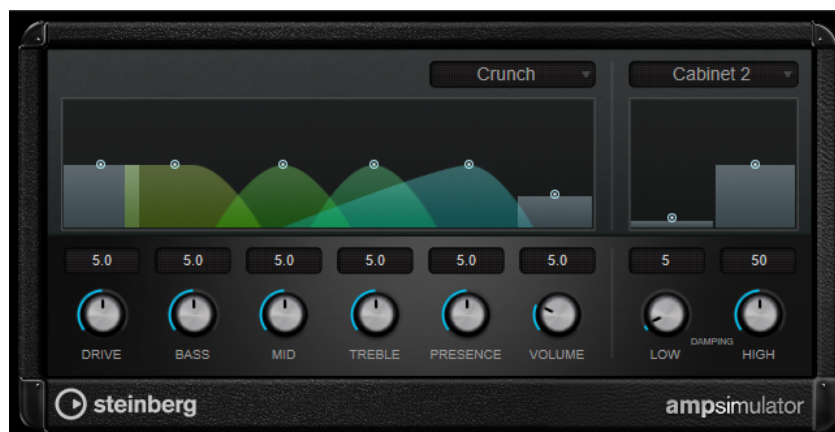 Crunch Cabinet 2
5.0 5.0 5.0 5.0 5.0 5.0 5 50
DRIVE BASS MID TREBLE PRESENCE VOLUME LOW DAMPING HIGH
steinberg ampsimulator